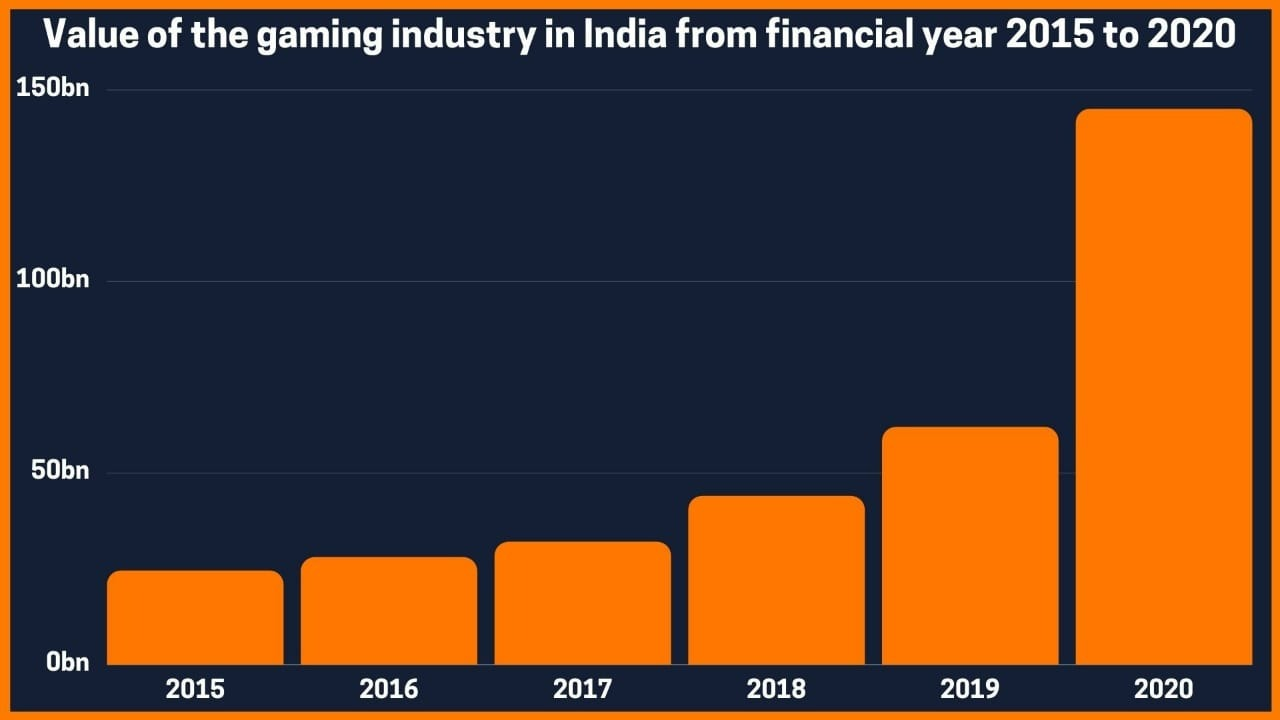 Value of the gaming industry in India from financial year 2015 to 2020
150bn
100bn
50bn
0bn
2015 2016 2017 2018 2019 2020